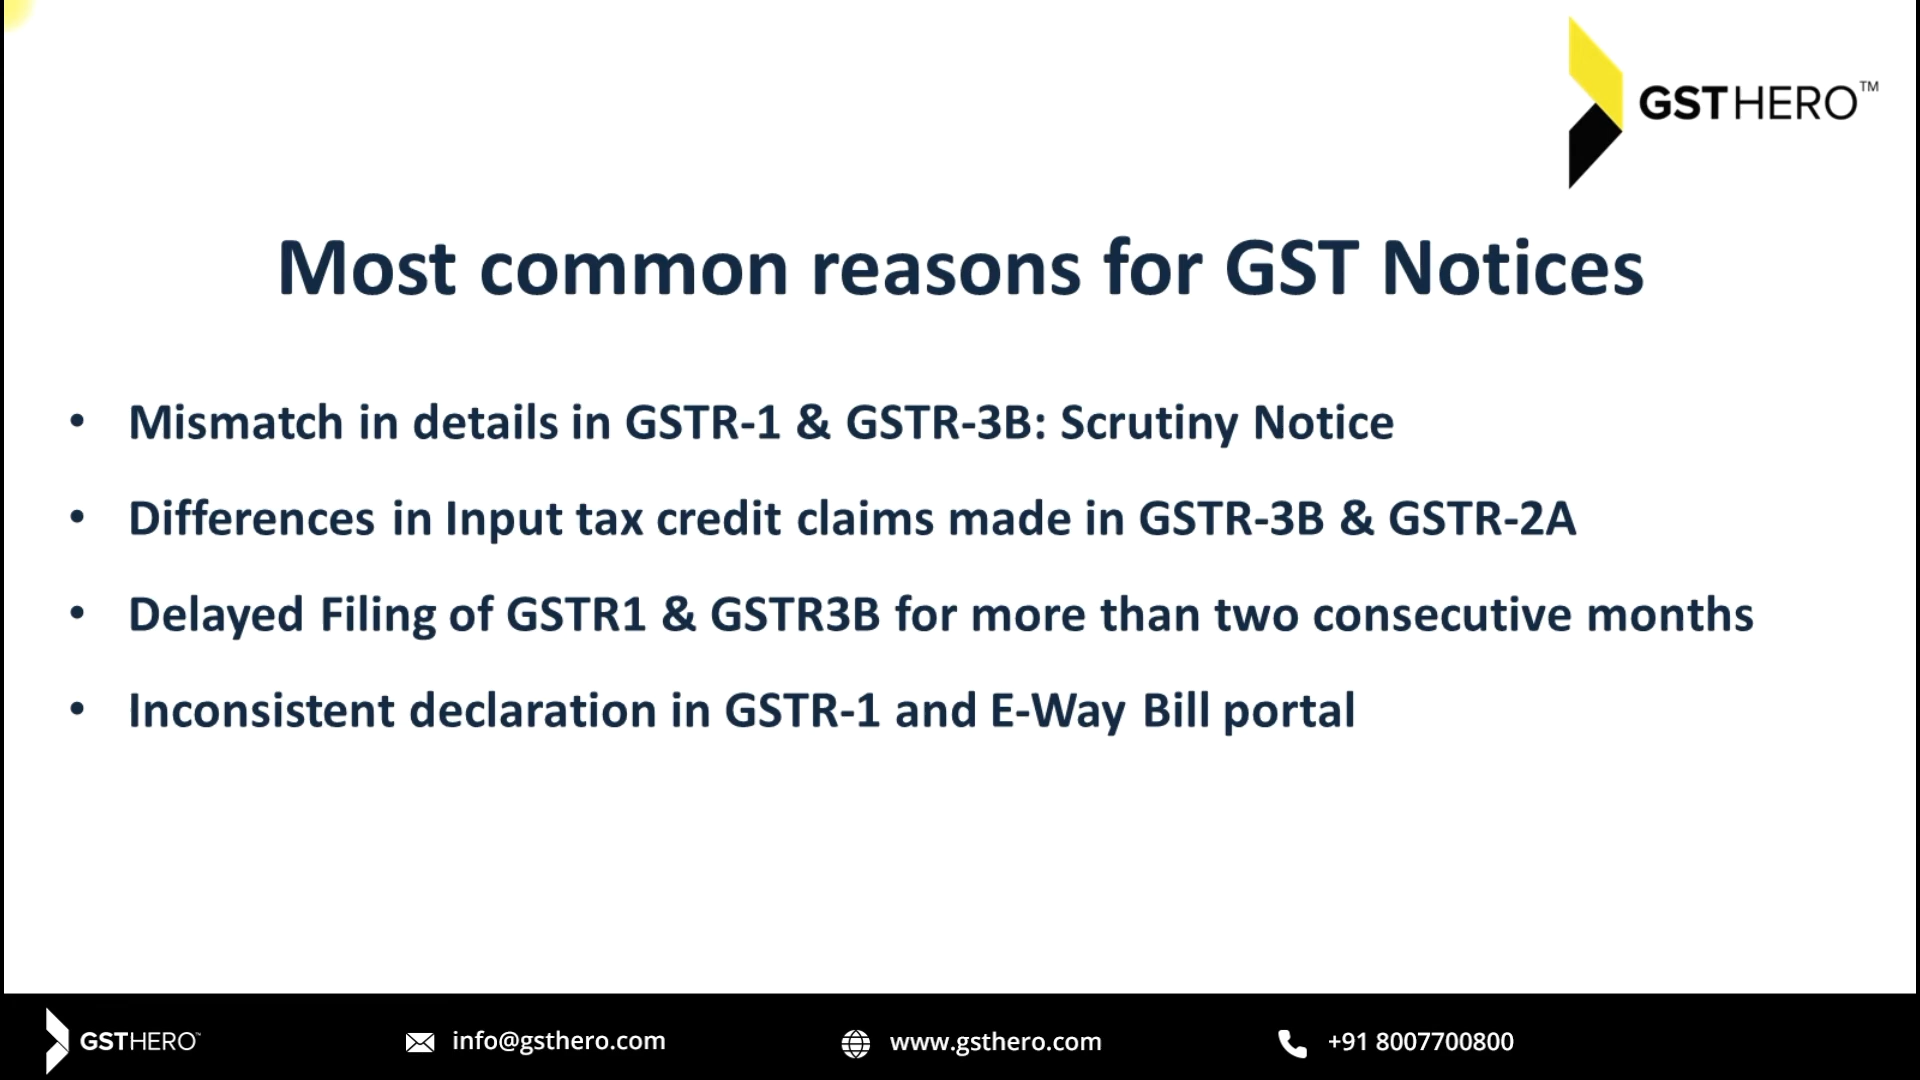 GSTHERO™
Most common reasons for GST Notices
• Mismatch in details in GSTR-1 & GSTR-3B: Scrutiny Notice
• Differences in Input tax credit claims made in GSTR-3B & GSTR-2A
• Delayed Filing of GSTR1 & GSTR3B for more than two consecutive months
• Inconsistent declaration in GSTR-1 and E-Way Bill portal
GSTHERO™ info@gsthero.com www.gsthero.com +91 8007700800